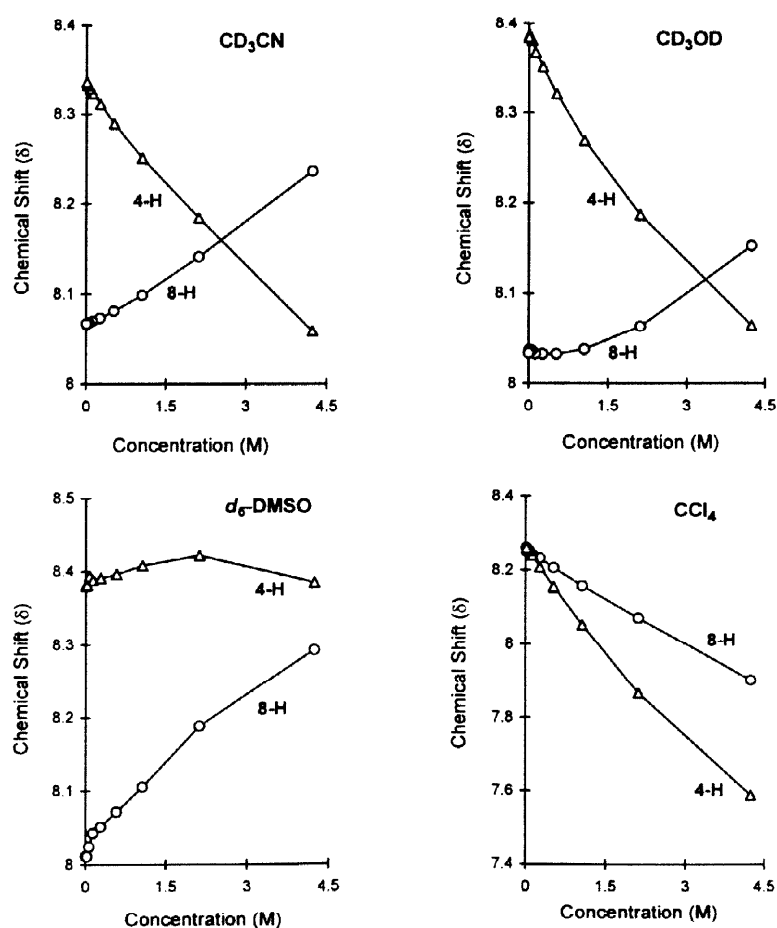 CD₃CN
Chemical Shift (δ)
8.4
8.3
8.2
8.1
8
4-H
8-H
0 1.5 3 4.5
Concentration (M)
CD₃OD
Chemical Shift (δ)
8.4
8.3
8.2
8.1
8
4-H
8-H
0 1.5 3 4.5
Concentration (M)
d₆-DMSO
Chemical Shift (δ)
8.5
8.4
8.3
8.2
8.1
8
4-H
8-H
0 1.5 3 4.5
Concentration (M)
CCl₄
Chemical Shift (δ)
8.4
8.2
8
7.8
7.6
7.4
8-H
4-H
0 1.5 3 4.5
Concentration (M)